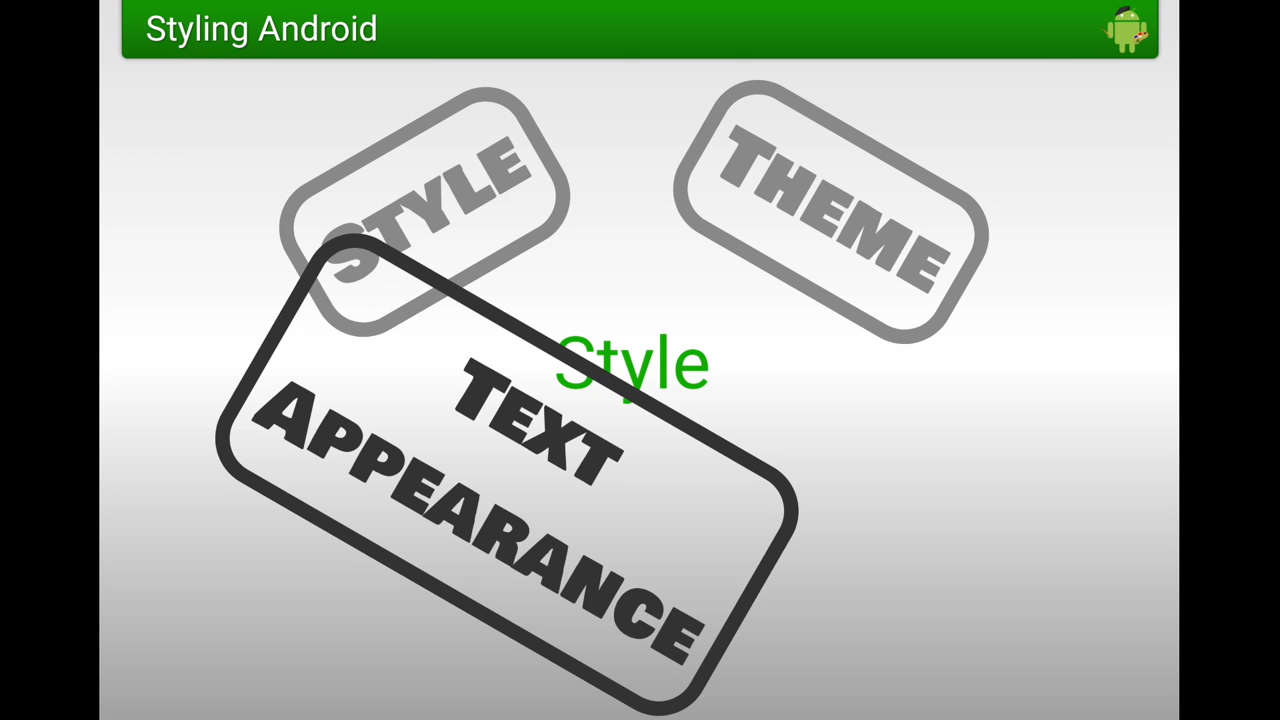 Styling Android
STYLE
THEME
Style
TEXT
APPEARANCE